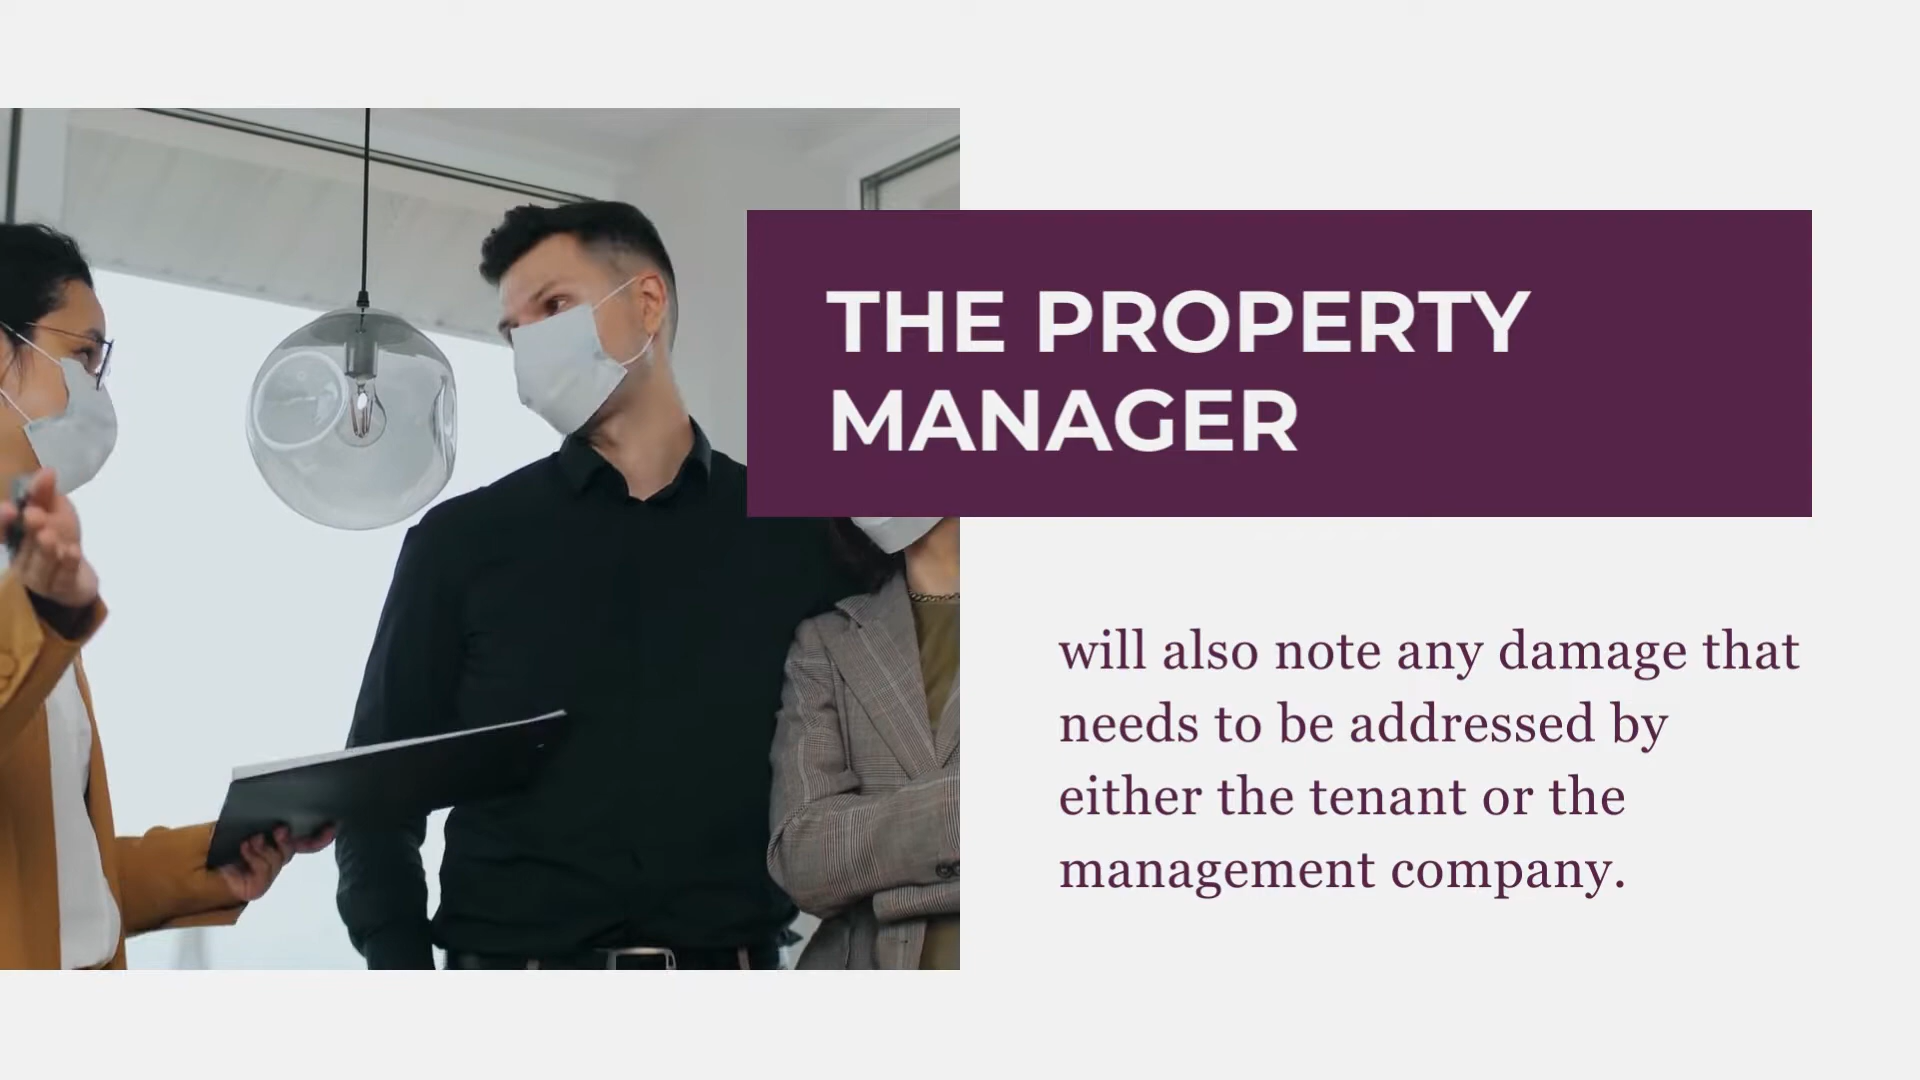 THE PROPERTY
MANAGER
will also note any damage that
needs to be addressed by
either the tenant or the
management company.